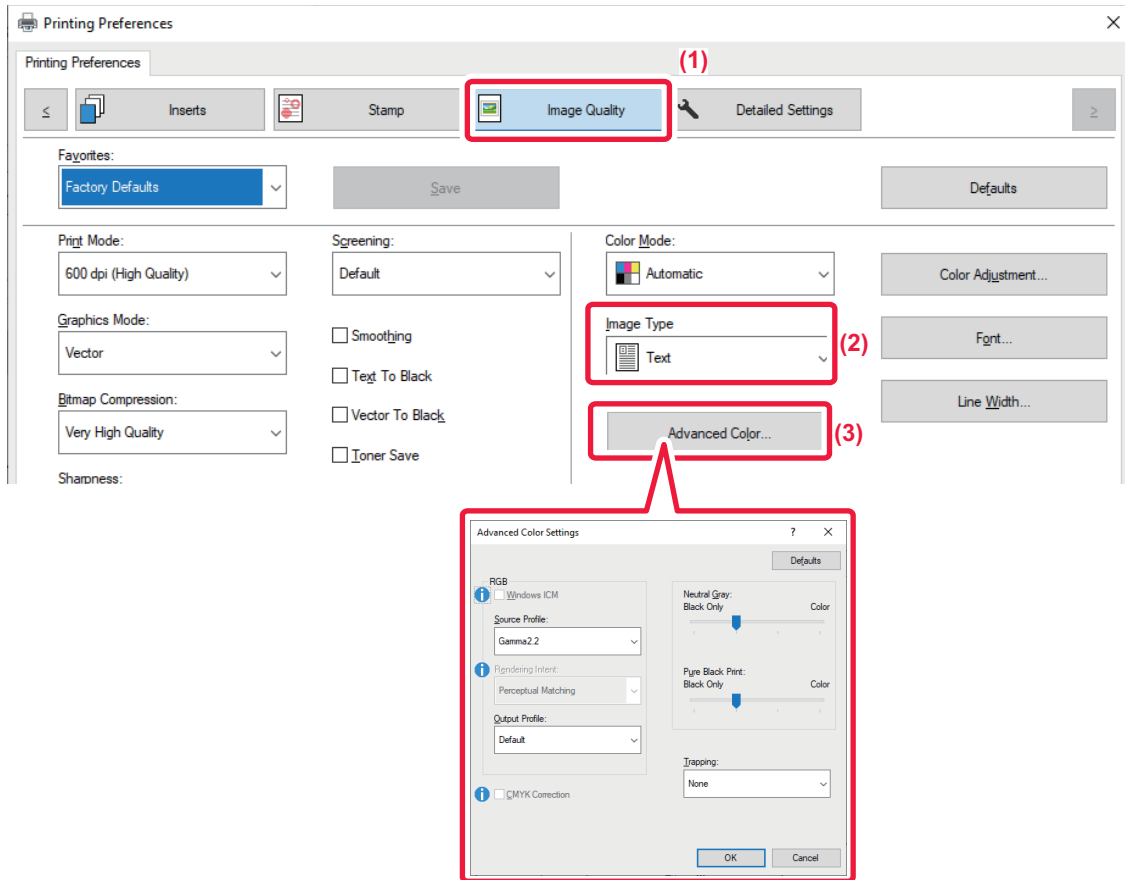 Printing Preferences
Printing Preferences
(1)
<
Inserts
Stamp
Image Quality
Detailed Settings
>
Favorites:
Factory Defaults
Save
Defaults
Print Mode:
600 dpi (High Quality)
Screening:
Default
Color Mode:
Automatic
Color Adjustment...
Graphics Mode:
Vector
Smoothing
Text To Black
Image Type
Text
(2)
Font...
Bitmap Compression:
Very High Quality
Vector To Black
Toner Save
Line Width...
Advanced Color...
(3)
Sharpness:
Advanced Color Settings
?
Defaults
RGB
Windows ICM
Source Profile:
Gamma2.2
Rendering Intent:
Perceptual Matching
Output Profile:
Default
CMYK Correction
Neutral Gray:
Black Only Color
Pure Black Print:
Black Only Color
Trapping:
None
OK
Cancel